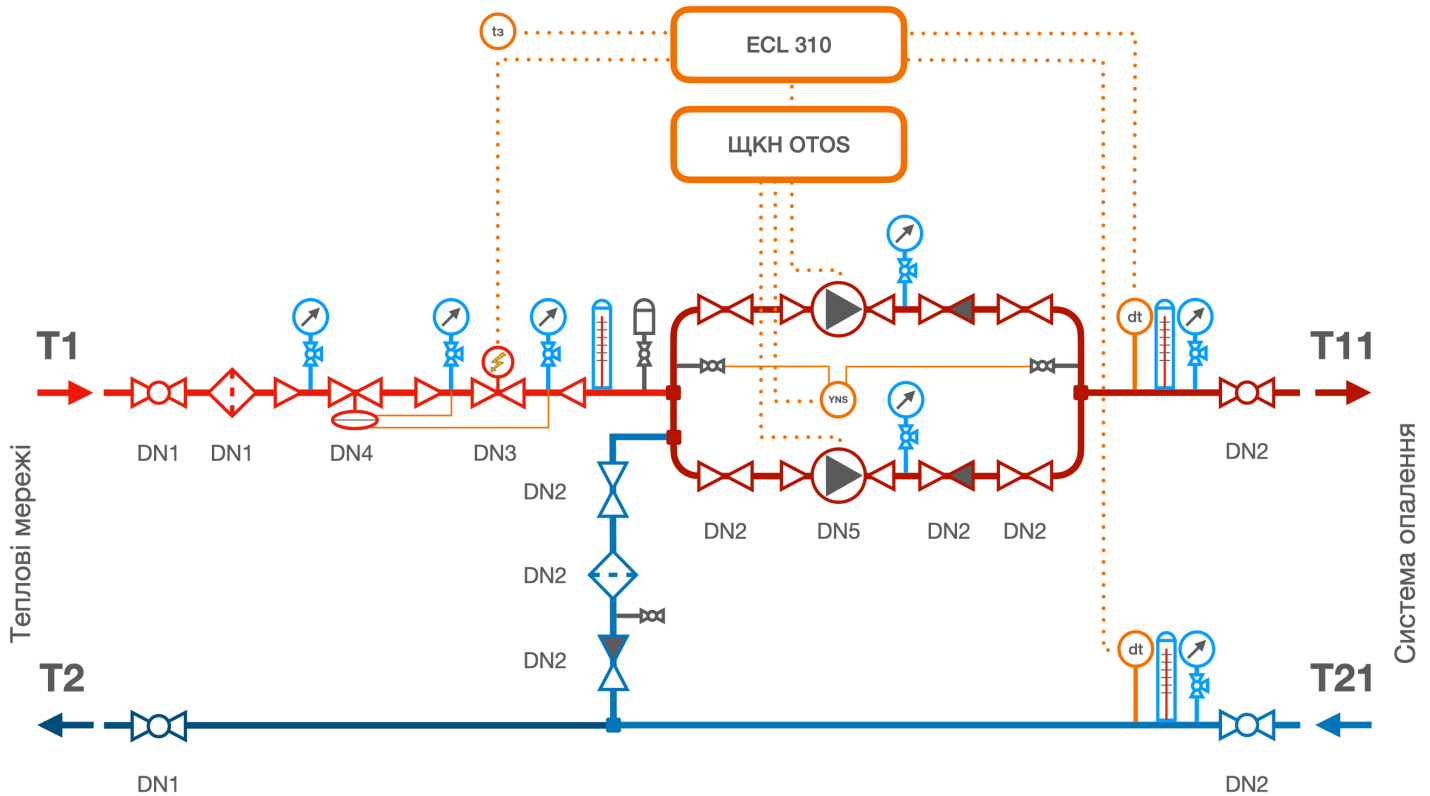 tз
ECL 310
ЩКН OTOS
T1
dt
T11
YNS
DN1
DN1
DN4
DN3
DN2
DN2
DN2
DN5
DN2
DN2
DN2
DN2
Теплові мережі
Система опалення
T2
dt
T21
DN1
DN2